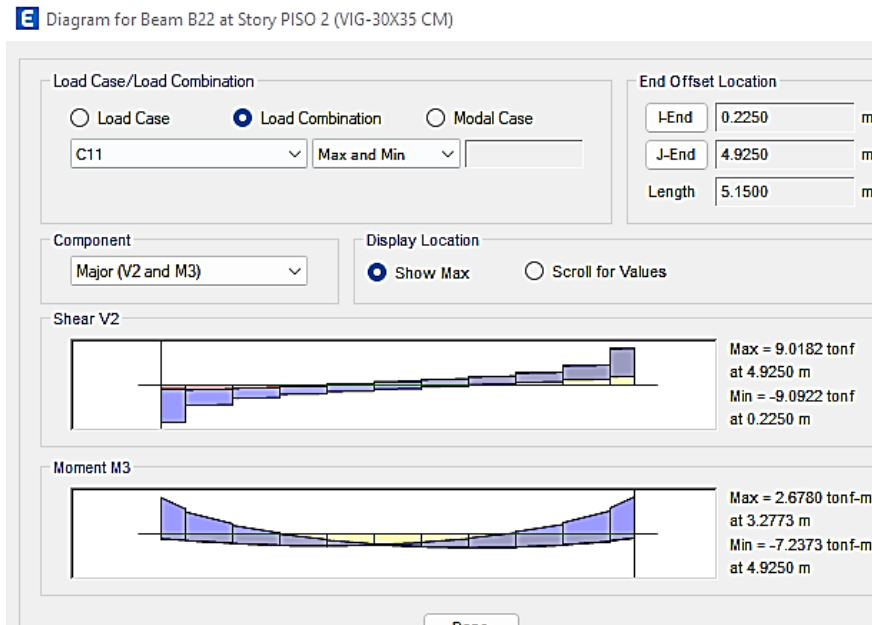 E Diagram for Beam B22 at Story PISO 2 (VIG-30X35 CM)
Load Case/Load Combination
Load Case Load Combination Modal Case
C11 Max and Min
End Offset Location
I-End 0.2250 m
J-End 4.9250 m
Length 5.1500 m
Component
Major (V2 and M3)
Display Location
Show Max Scroll for Values
Shear V2
Max = 9.0182 tonf
at 4.9250 m
Min = -9.0922 tonf
at 0.2250 m
Moment M3
Max = 2.6780 tonf-m
at 3.2773 m
Min = -7.2373 tonf-m
at 4.9250 m